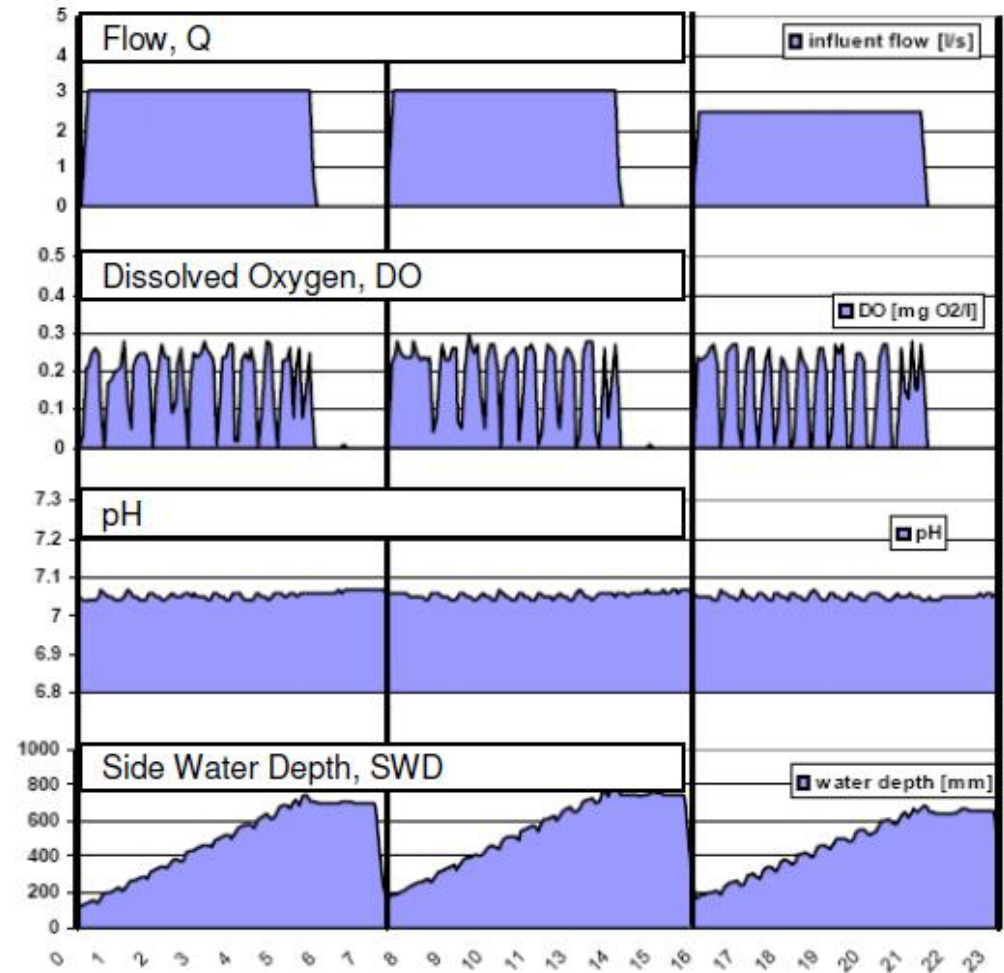 Flow, Q
influent flow [l/s]
5
4
3
2
1
0
Dissolved Oxygen, DO
DO [mg O2/l]
0.5
0.4
0.3
0.2
0.1
0
pH
pH
7.3
7.2
7.1
7
6.9
6.8
Side Water Depth, SWD
water depth [mm]
1000
800
600
400
200
0
0 1 2 3 4 5 6 7 8 9 10 11 12 13 14 15 16 17 18 19 20 21 22 23